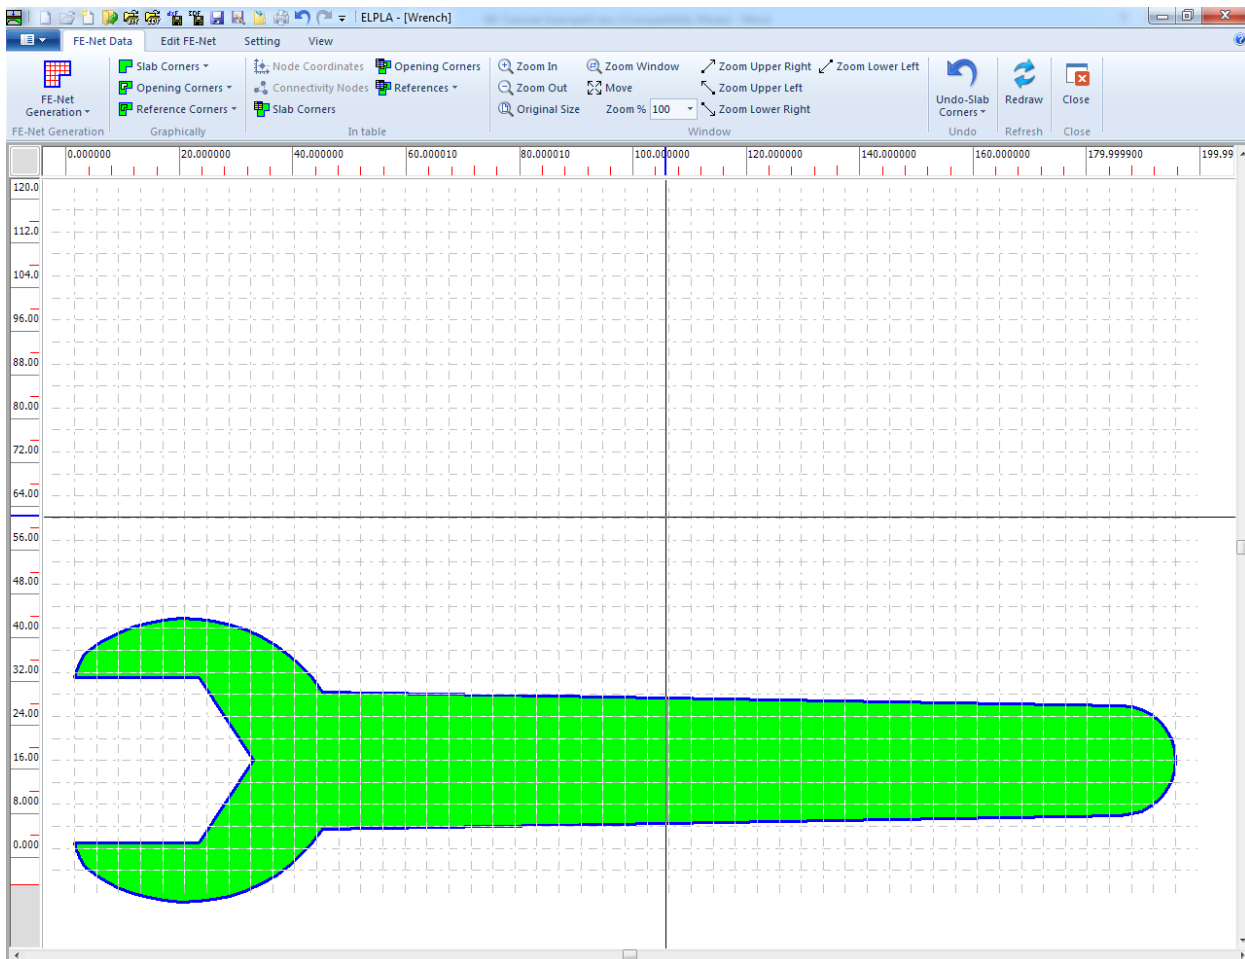 ELPLA - [Wrench]
FE-Net Data Edit FE-Net Setting View
FE-Net Generation
Slab Corners
Opening Corners
Reference Corners
Node Coordinates
Connectivity Nodes
Slab Corners
Opening Corners
References
Zoom In
Zoom Out
Original Size
Zoom Window
Move
Zoom % 100
Zoom Upper Right
Zoom Upper Left
Zoom Lower Right
Zoom Lower Left
Undo-Slab Corners
Redraw
Close
FE-Net Generation Graphically In table Window Undo Refresh Close
0.000000 20.000000 40.000000 60.000010 80.000010 100.000000 120.000000 140.000000 160.000000 179.999900 199.99
120.0
112.0
104.0
96.00
88.00
80.00
72.00
64.00
56.00
48.00
40.00
32.00
24.00
16.00
8.000
0.000